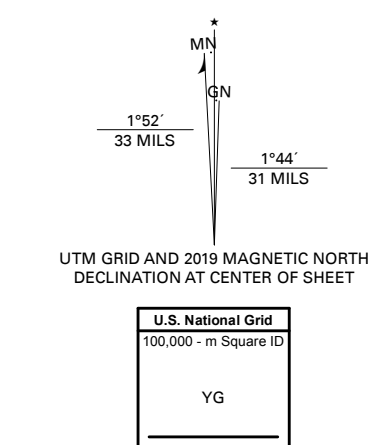 ★
MN
GN
1°52´
33 MILS
1°44´
31 MILS
UTM GRID AND 2019 MAGNETIC NORTH
DECLINATION AT CENTER OF SHEET
U.S. National Grid
100,000 - m Square ID
YG